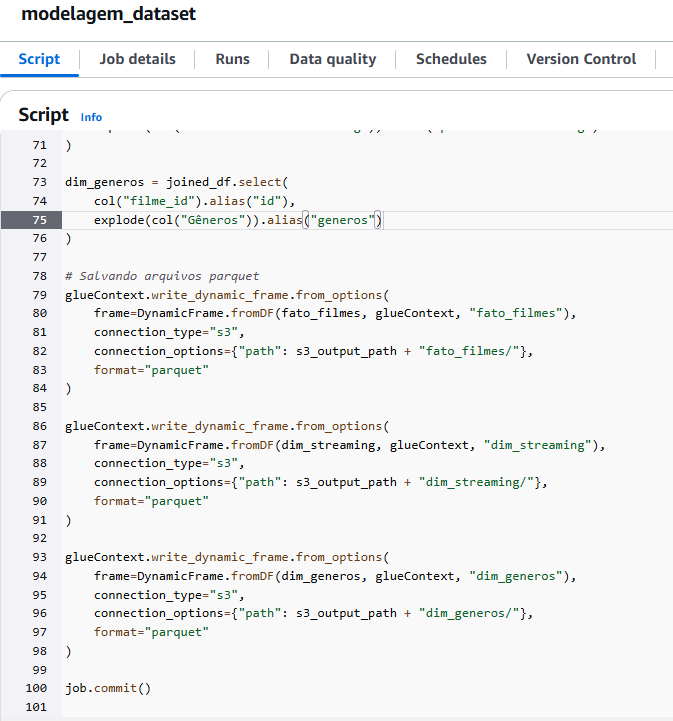 modelagem_dataset
Script Job details Runs Data quality Schedules Version Control
Script Info
71 )
72
73 dim_generos = joined_df.select(
74 col("filme_id").alias("id"),
75 explode(col("Gêneros")).alias("generos")
76 )
77
78 # Salvando arquivos parquet
79 glueContext.write_dynamic_frame.from_options(
80 frame=DynamicFrame.fromDF(fato_filmes, glueContext, "fato_filmes"),
81 connection_type="s3",
82 connection_options={"path": s3_output_path + "fato_filmes/"},
83 format="parquet"
84 )
85
86 glueContext.write_dynamic_frame.from_options(
87 frame=DynamicFrame.fromDF(dim_streaming, glueContext, "dim_streaming"),
88 connection_type="s3",
89 connection_options={"path": s3_output_path + "dim_streaming/"},
90 format="parquet"
91 )
92
93 glueContext.write_dynamic_frame.from_options(
94 frame=DynamicFrame.fromDF(dim_generos, glueContext, "dim_generos"),
95 connection_type="s3",
96 connection_options={"path": s3_output_path + "dim_generos/"},
97 format="parquet"
98 )
99
100 job.commit()
101